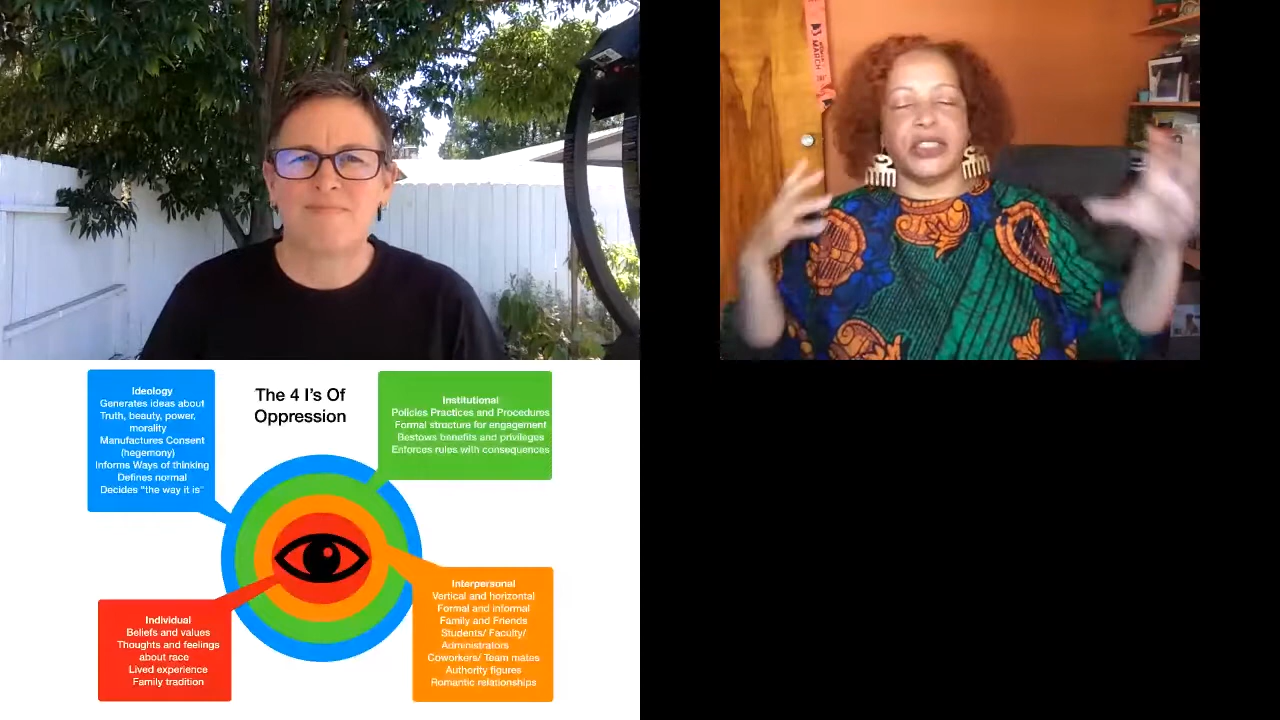 MARCH
Ideology
Generates ideas about
Truth, beauty, power,
morality
Manufactures Consent
(hegemony)
Informs Ways of thinking
Defines normal
Decides "the way it is"
The 4 I's Of
Oppression
Institutional
Policies Practices and Procedures
Formal structure for engagement
Bestows benefits and privileges
Enforces rules with consequences
Individual
Beliefs and values
Thoughts and feelings
about race
Lived experience
Family tradition
Interpersonal
Vertical and horizontal
Formal and informal
Family and Friends
Students/ Faculty/
Administrators
Coworkers/ Team mates
Authority figures
Romantic relationships